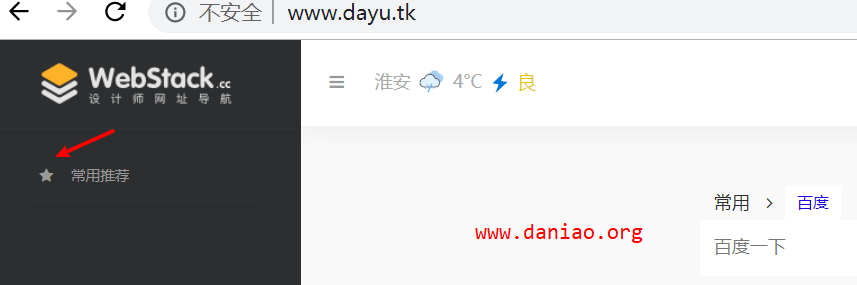 不安全 www.dayu.tk
WebStack.cc
设计师网址导航
淮安 4°C 良
常用推荐
常用 百度
www.daniao.org
百度一下